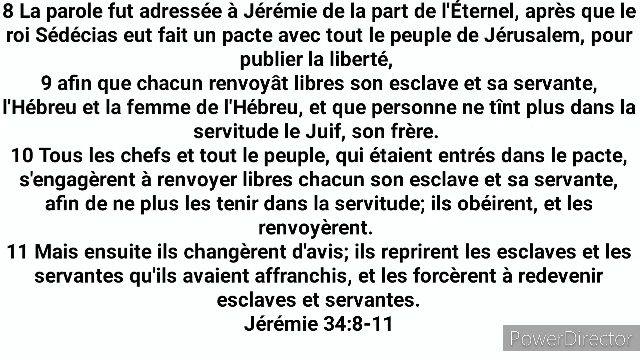 8 La parole fut adressée à Jérémie de la part de l'Éternel, après que le
roi Sédécias eut fait un pacte avec tout le peuple de Jérusalem, pour
publier la liberté,
9 afin que chacun renvoyât libres son esclave et sa servante,
l'Hébreu et la femme de l'Hébreu, et que personne ne tînt plus dans la
servitude le Juif, son frère.
10 Tous les chefs et tout le peuple, qui étaient entrés dans le pacte,
s'engagèrent à renvoyer libres chacun son esclave et sa servante,
afin de ne plus les tenir dans la servitude; ils obéirent, et les
renvoyèrent.
11 Mais ensuite ils changèrent d'avis; ils reprirent les esclaves et les
servantes qu'ils avaient affranchis, et les forcèrent à redevenir
esclaves et servantes.
Jérémie 34:8-11
PowerDirector